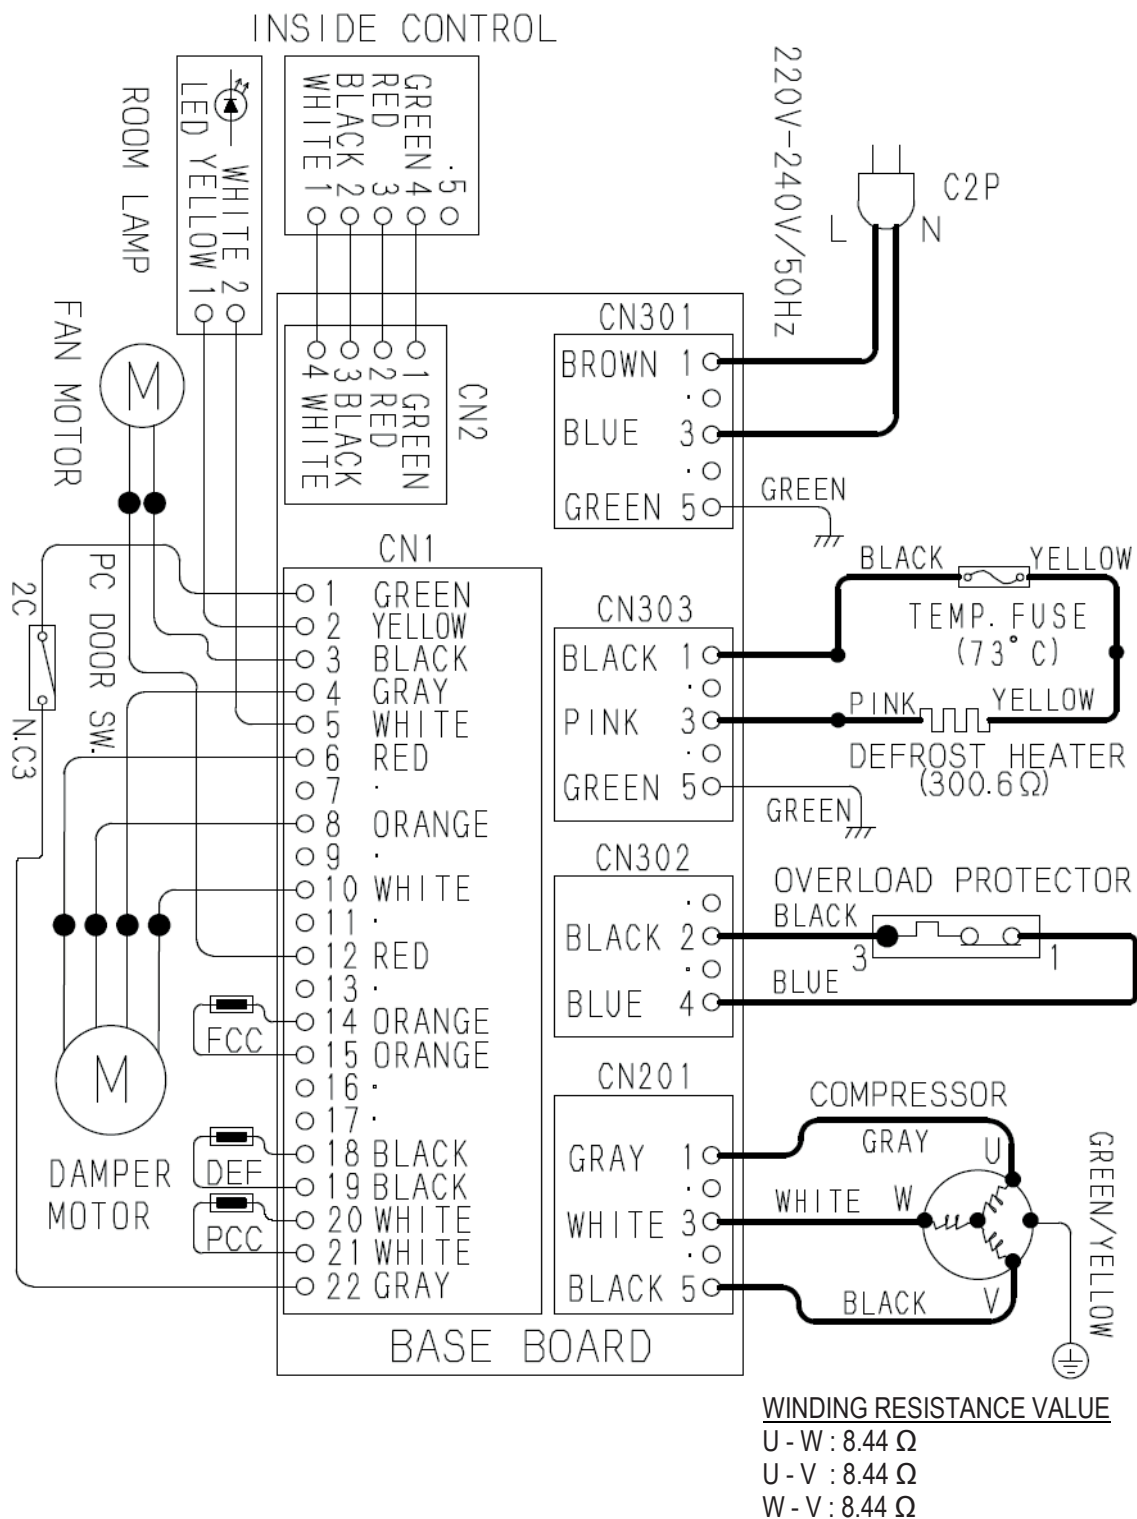 INSIDE CONTROL
ROOM LAMP
LED
YELLOW 1
WHITE 2
WHITE 1
BLACK 2
RED 3
GREEN 4
·5
220V-240V/50Hz
C2P
L
N
FAN MOTOR
M
4 WHITE
3 BLACK
2 RED
1 GREEN
CN2
CN301
BROWN 1
·
BLUE 3
·
GREEN 5
GREEN
PC DOOR SW.
2C
N.C3
CN1
1 GREEN
2 YELLOW
3 BLACK
4 GRAY
5 WHITE
6 RED
7 ·
8 ORANGE
9 ·
10 WHITE
11 ·
12 RED
13 ·
14 ORANGE
15 ORANGE
16 ·
17 ·
18 BLACK
19 BLACK
20 WHITE
21 WHITE
22 GRAY
FCC
DEF
PCC
M
DAMPER
MOTOR
CN303
BLACK 1
·
PINK 3
·
GREEN 5
BLACK
YELLOW
TEMP. FUSE
(73°C)
PINK
YELLOW
DEFROST HEATER
(300.6Ω)
GREEN
CN302
·
BLACK 2
·
BLUE 4
OVERLOAD PROTECTOR
BLACK
3
1
BLUE
CN201
GRAY 1
·
WHITE 3
·
BLACK 5
COMPRESSOR
GRAY
U
WHITE
W
BLACK
V
GREEN/YELLOW
BASE BOARD
WINDING RESISTANCE VALUE
U - W : 8.44 Ω
U - V : 8.44 Ω
W - V : 8.44 Ω